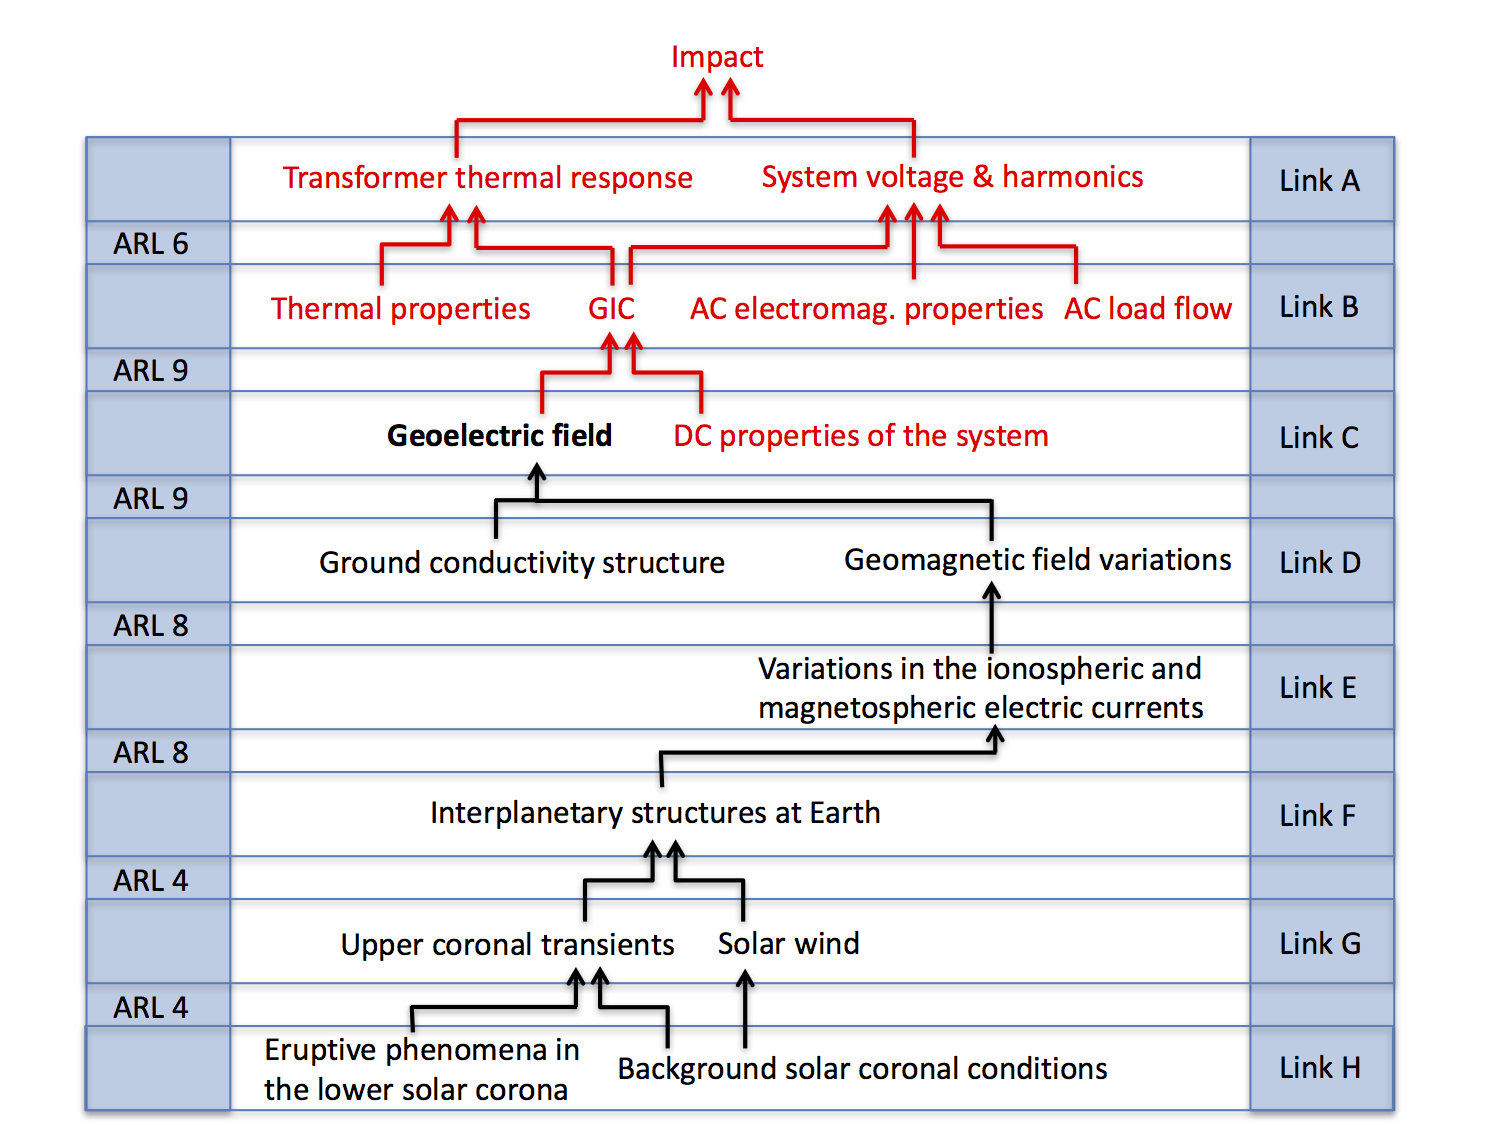 Impact
Transformer thermal response
System voltage & harmonics
Link A
ARL 6
Thermal properties
GIC
AC electromag. properties
AC load flow
Link B
ARL 9
Geoelectric field
DC properties of the system
Link C
ARL 9
Ground conductivity structure
Geomagnetic field variations
Link D
ARL 8
Variations in the ionospheric and
magnetospheric electric currents
Link E
ARL 8
Interplanetary structures at Earth
Link F
ARL 4
Upper coronal transients
Solar wind
Link G
ARL 4
Eruptive phenomena in
the lower solar corona
Background solar coronal conditions
Link H